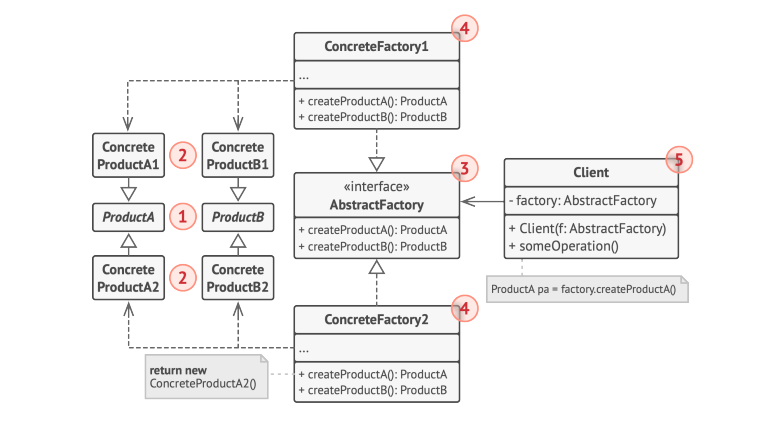 4
ConcreteFactory1
...
+ createProductA(): ProductA
+ createProductB(): ProductB
Concrete
ProductA1
2
Concrete
ProductB1
ProductA
1
ProductB
Concrete
ProductA2
2
Concrete
ProductB2
3
«interface»
AbstractFactory
+ createProductA(): ProductA
+ createProductB(): ProductB
5
Client
- factory: AbstractFactory
+ Client(f: AbstractFactory)
+ someOperation()
ProductA pa = factory.createProductA()
4
ConcreteFactory2
...
+ createProductA(): ProductA
+ createProductB(): ProductB
return new
ConcreteProductA2()